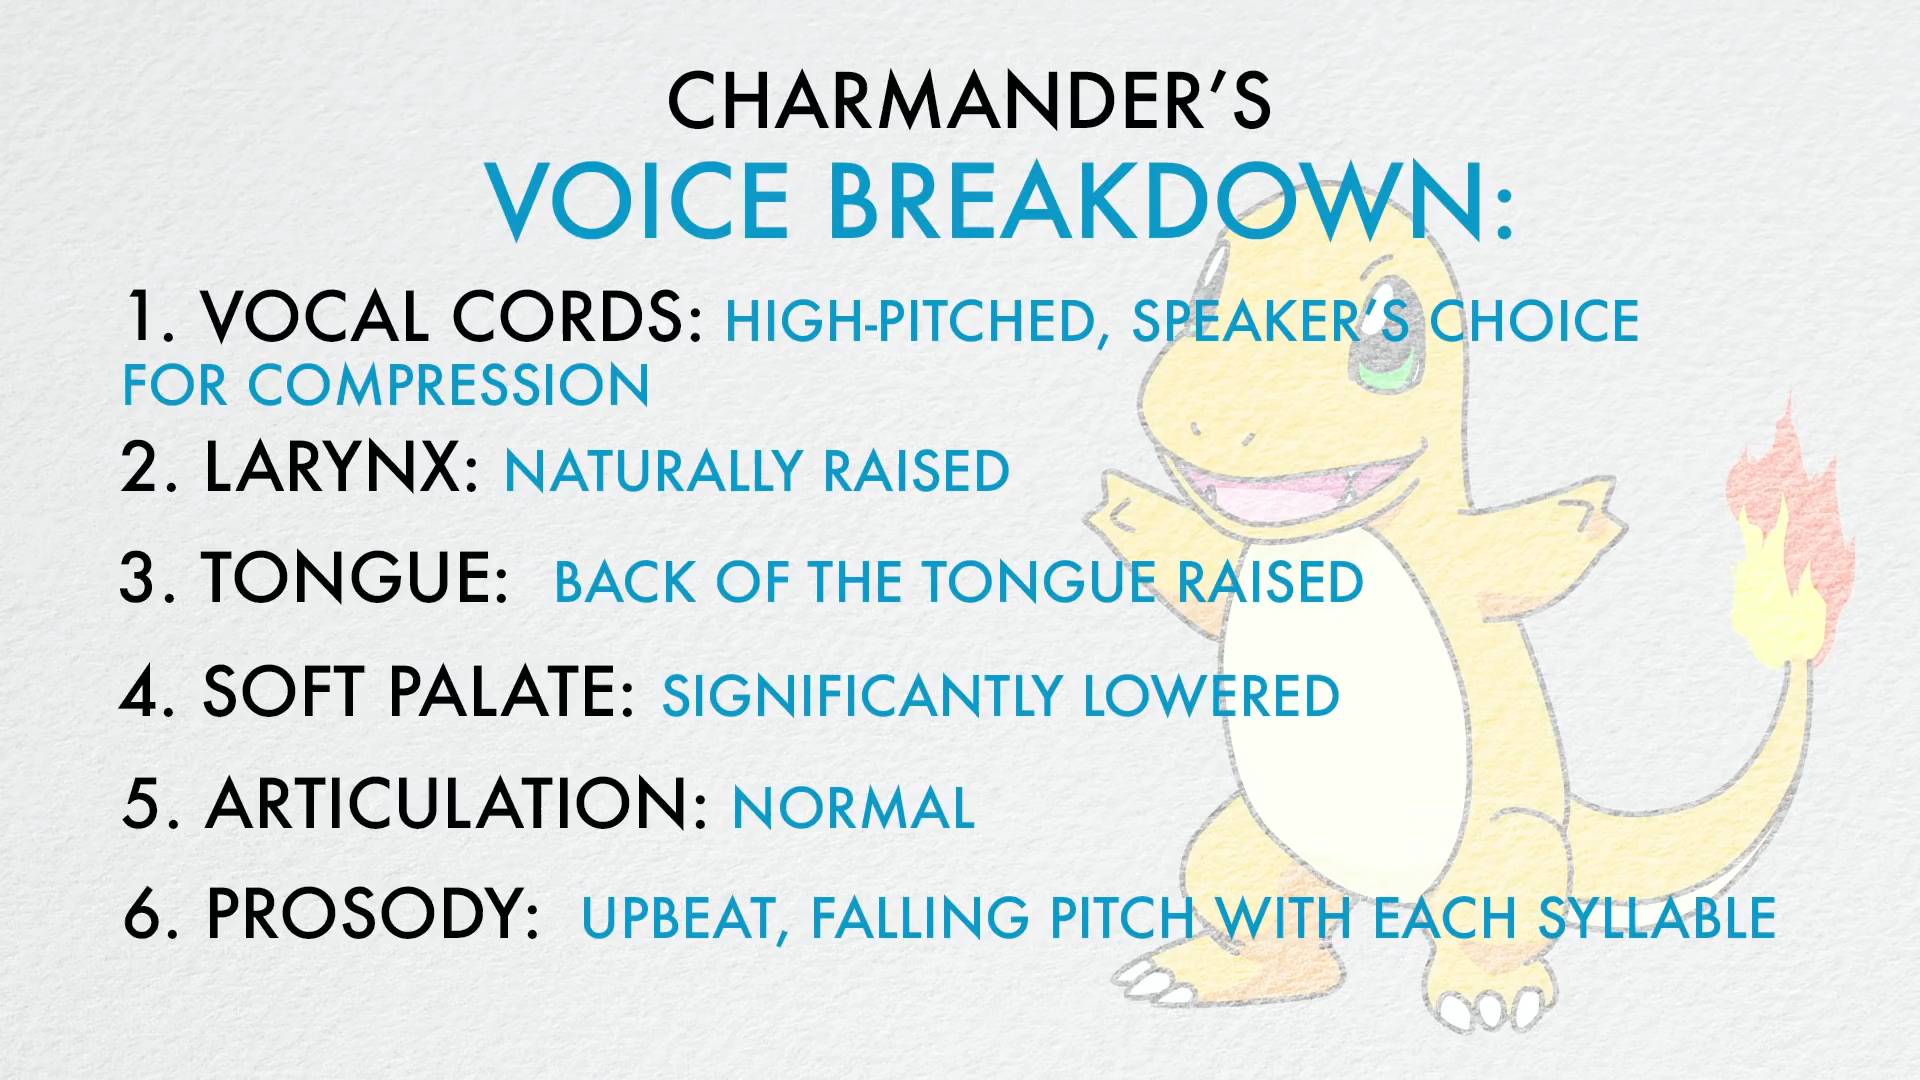 CHARMANDER’S
VOICE BREAKDOWN:
1. VOCAL CORDS: HIGH-PITCHED, SPEAKER’S CHOICE
FOR COMPRESSION
2. LARYNX: NATURALLY RAISED
3. TONGUE: BACK OF THE TONGUE RAISED
4. SOFT PALATE: SIGNIFICANTLY LOWERED
5. ARTICULATION: NORMAL
6. PROSODY: UPBEAT, FALLING PITCH WITH EACH SYLLABLE